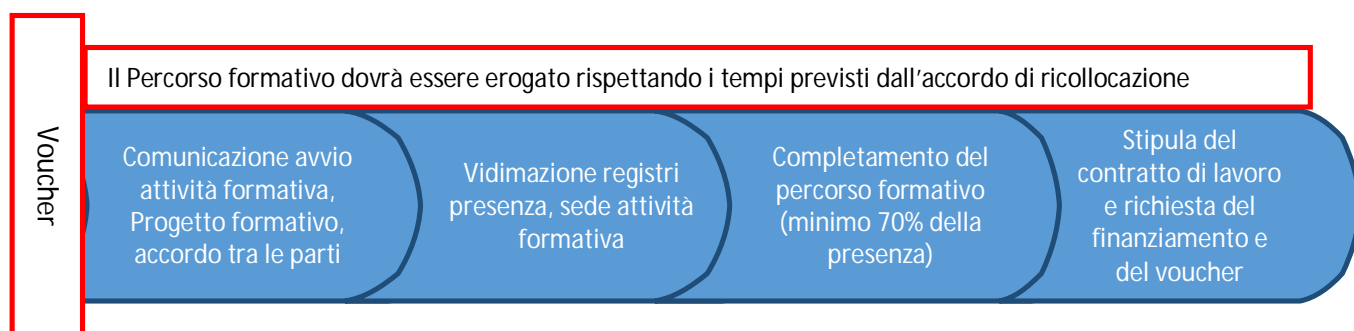 Voucher
Il Percorso formativo dovrà essere erogato rispettando i tempi previsti dall'accordo di ricollocazione
Comunicazione avvio
attività formativa,
Progetto formativo,
accordo tra le parti
Vidimazione registri
presenza, sede attività
formativa
Completamento del
percorso formativo
(minimo 70% della
presenza)
Stipula del
contratto di lavoro
e richiesta del
finanziamento e
del voucher